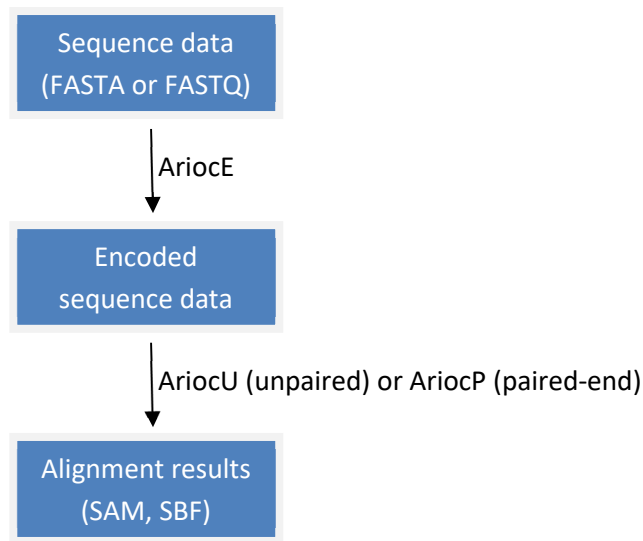 Sequence data
(FASTA or FASTQ)
AriocE
Encoded
sequence data
AriocU (unpaired) or AriocP (paired-end)
Alignment results
(SAM, SBF)